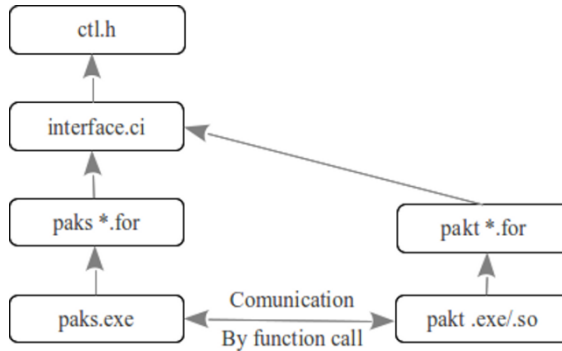 ctl.h
interface.ci
paks *.for
pakt *.for
paks.exe
Comunication
By function call
pakt .exe/.so